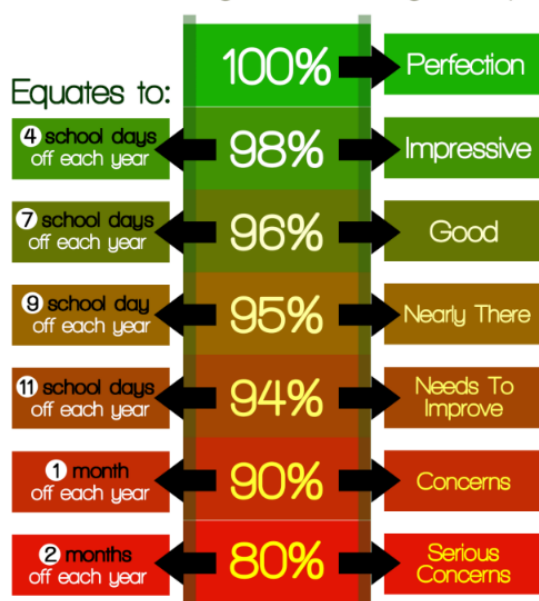 100%
Perfection
Equates to:
4 school days
off each year
98%
Impressive
7 school days
off each year
96%
Good
9 school day
off each year
95%
Nearly There
11 school days
off each year
94%
Needs To
Improve
1 month
off each year
90%
Concerns
2 months
off each year
80%
Serious
Concerns